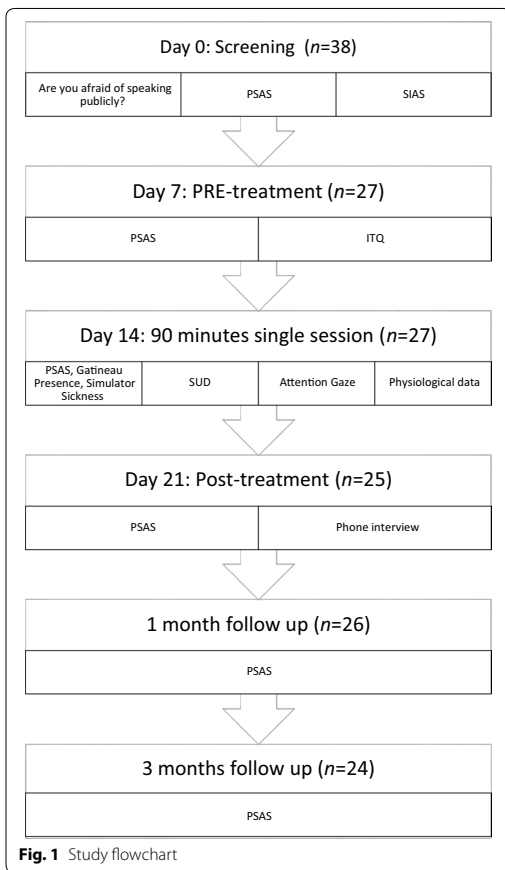 Day 0: Screening (n=38)
Are you afraid of speaking
publicly?
PSAS
SIAS
Day 7: PRE-treatment (n=27)
PSAS
ITQ
Day 14: 90 minutes single session (n=27)
PSAS, Gatineau
Presence, Simulator
Sickness
SUD
Attention Gaze
Physiological data
Day 21: Post-treatment (n=25)
PSAS
Phone interview
1 month follow up (n=26)
PSAS
3 months follow up (n=24)
PSAS
Fig. 1 Study flowchart